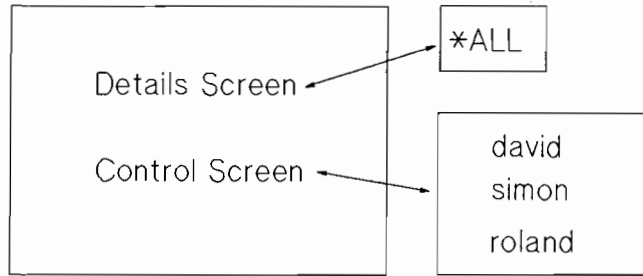 *ALL
Details Screen
Control Screen
david
simon
roland